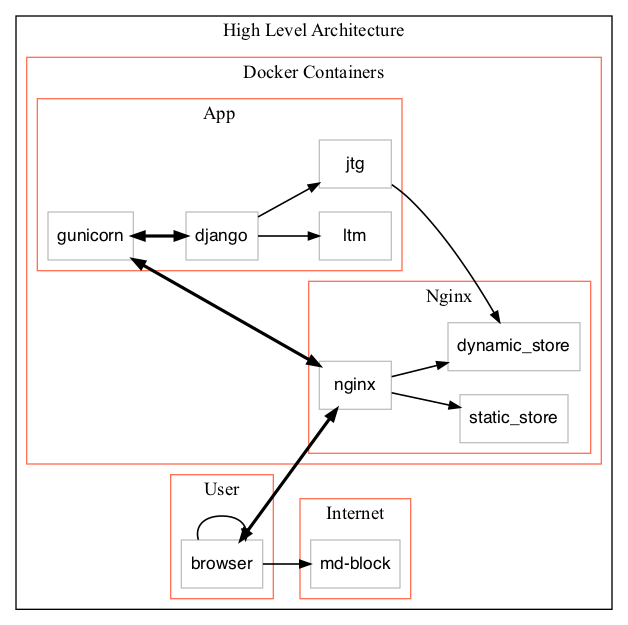 High Level Architecture
Docker Containers
App
jtg
gunicorn
django
ltm
Nginx
dynamic_store
nginx
static_store
User
Internet
browser
md-block